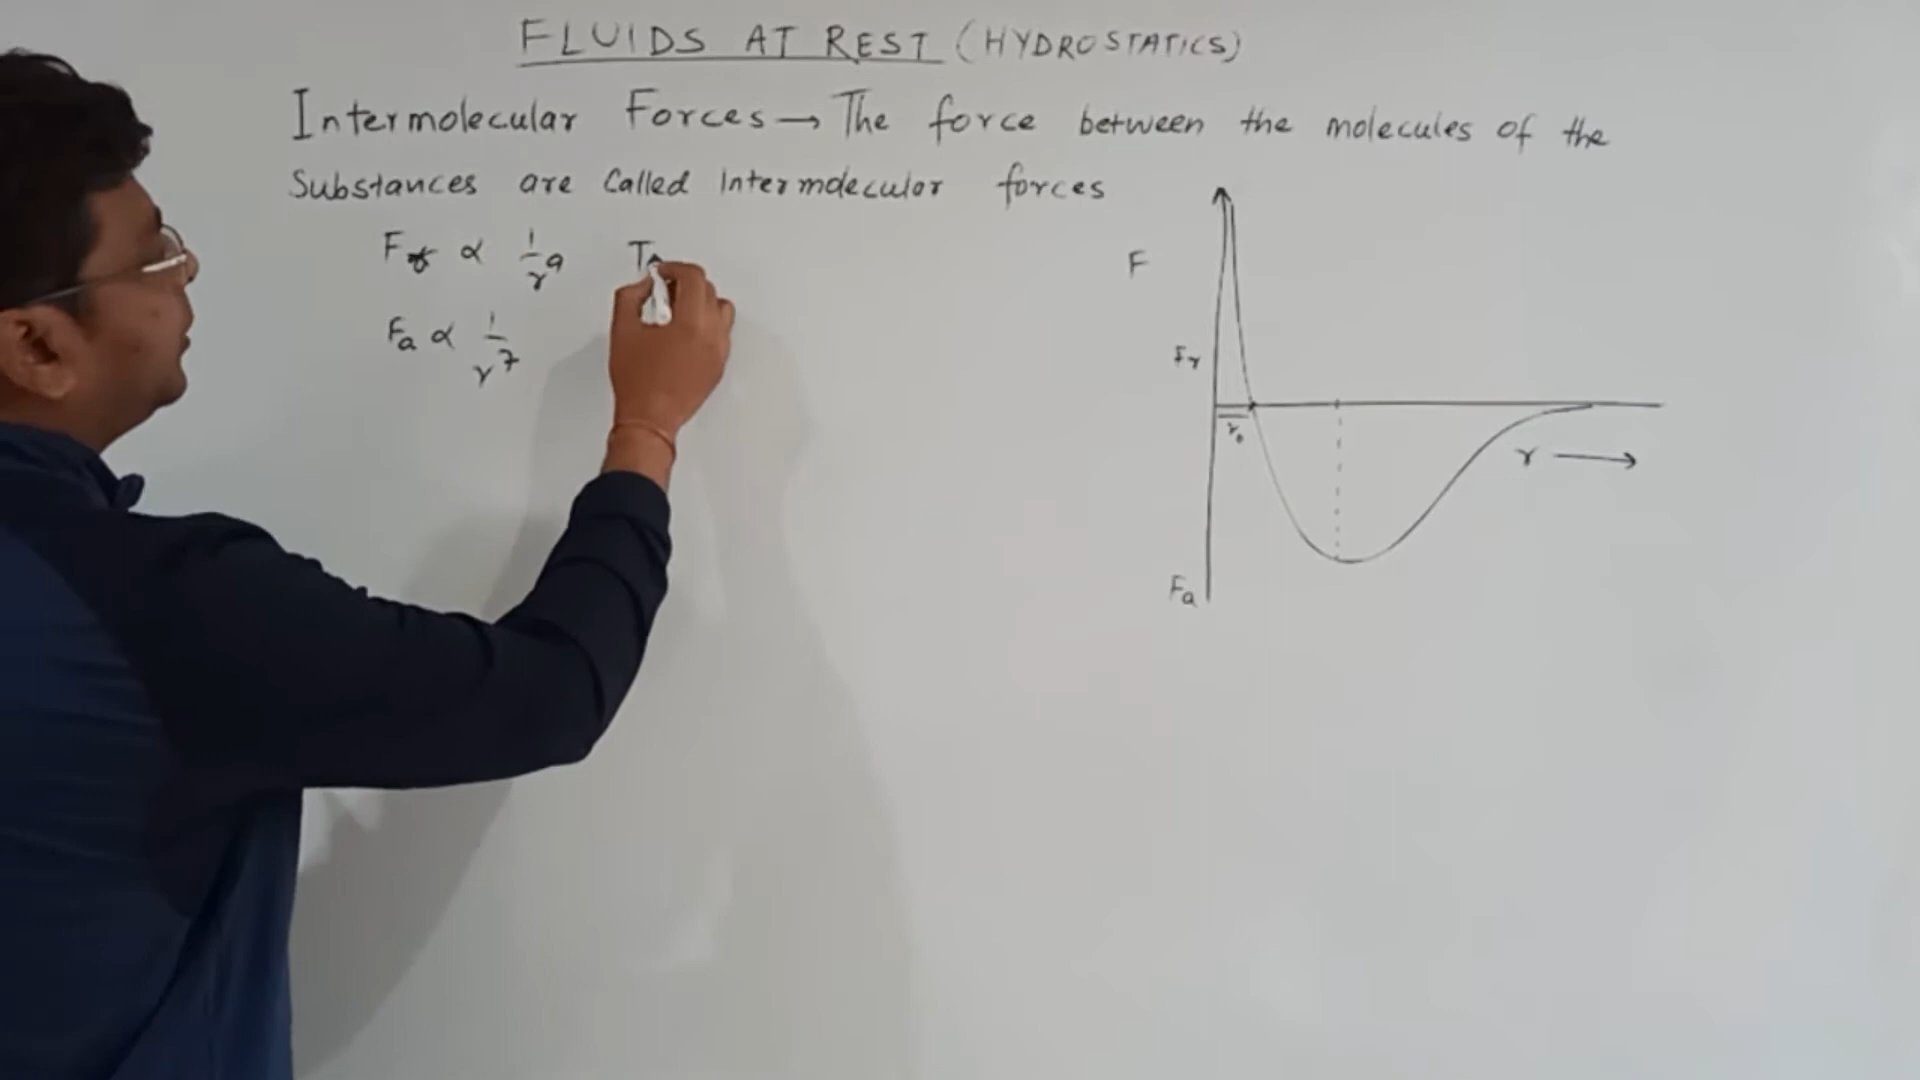 FLUIDS AT REST (HYDROSTATICS)
Intermolecular Forces → The force between the molecules of the
Substances are Called Intermolecular forces
F ∝ 1/r⁹
Fa ∝ 1/r⁷
F
Fr
r₀
r →
Fa